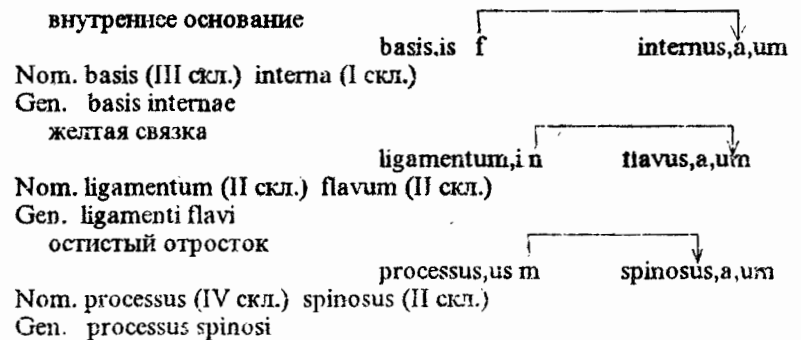 внутреннее основание
basis.is f internus,a,um
Nom. basis (III скл.) interna (I скл.)
Gen. basis internae
желтая связка
ligamentum,i n flavus,a,um
Nom. ligamentum (II скл.) flavum (II скл.)
Gen. ligamenti flavi
остистый отросток
processus,us m spinosus,a,um
Nom. processus (IV скл.) spinosus (II скл.)
Gen. processus spinosi